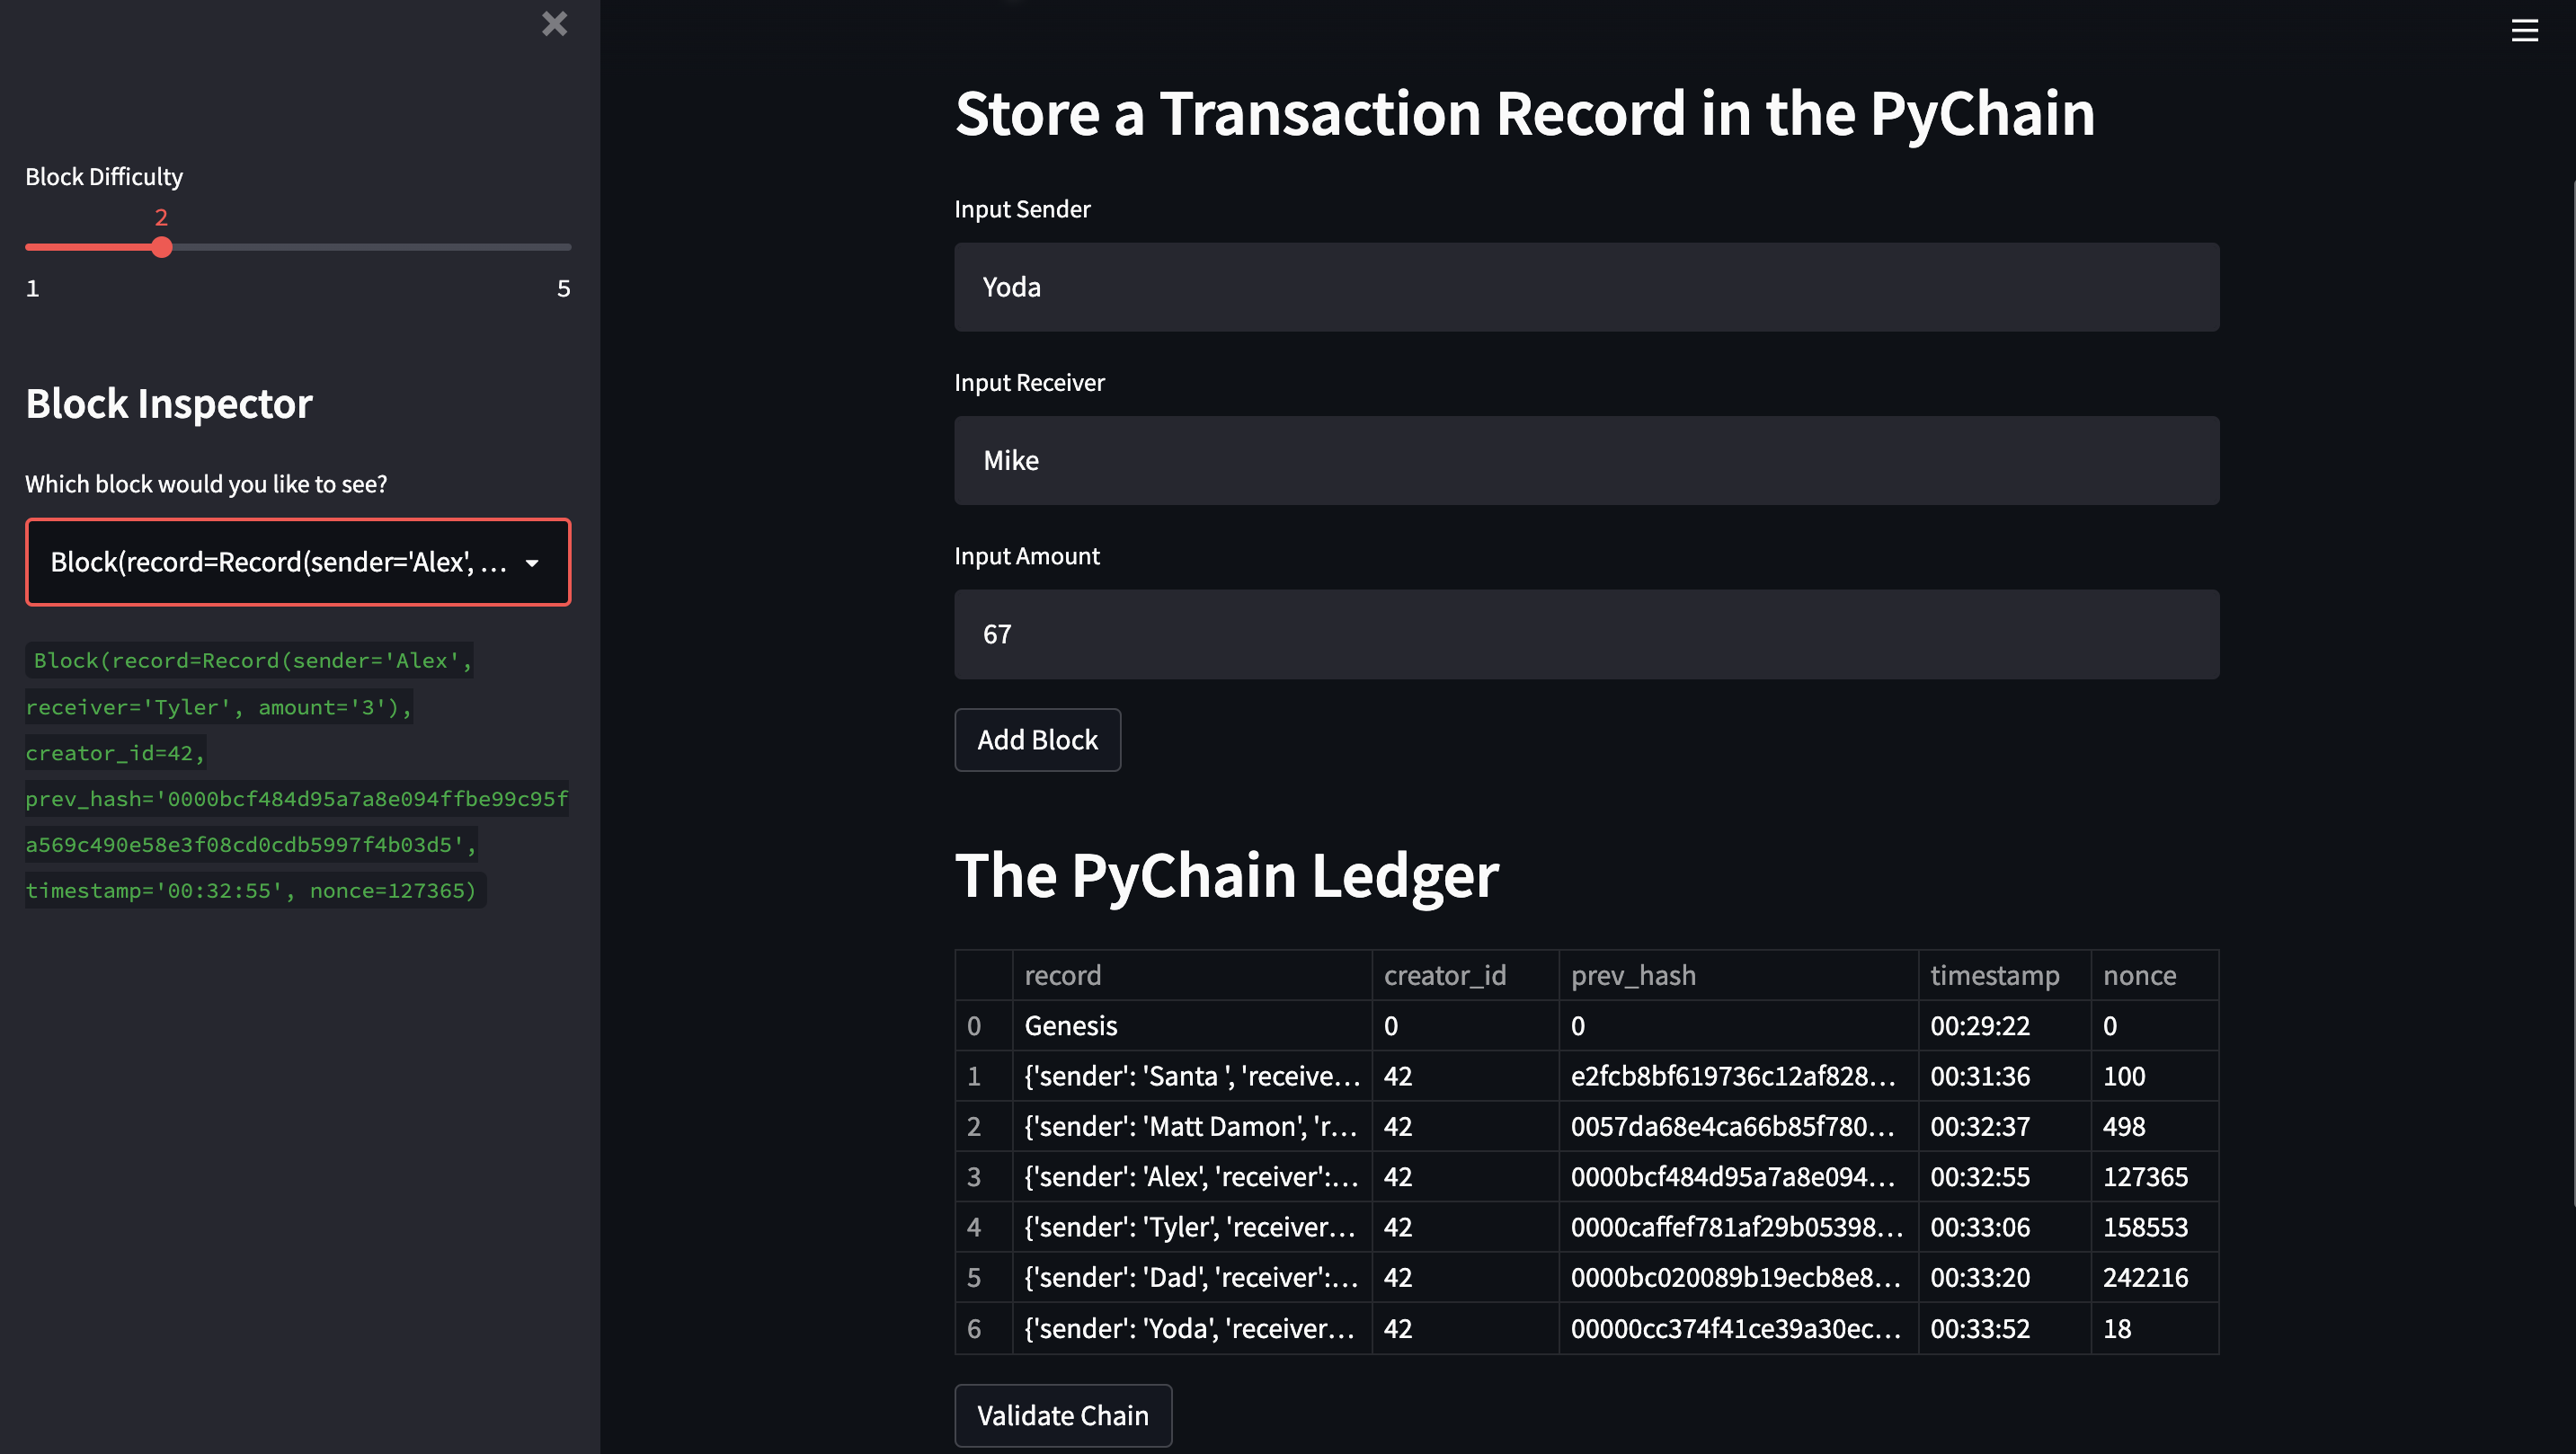 Block Difficulty
2
1 5
Block Inspector
Which block would you like to see?
Block(record=Record(sender='Alex', ...
Block(record=Record(sender='Alex',
receiver='Tyler', amount='3'),
creator_id=42,
prev_hash='0000bcf484d95a7a8e094ffbe99c95f
a569c490e58e3f08cd0cdb5997f4b03d5',
timestamp='00:32:55', nonce=127365)
Store a Transaction Record in the PyChain
Input Sender
Yoda
Input Receiver
Mike
Input Amount
67
Add Block
The PyChain Ledger
record creator_id prev_hash timestamp nonce
0 Genesis 0 0 00:29:22 0
1 {'sender': 'Santa ', 'receive... 42 e2fcb8bf619736c12af828... 00:31:36 100
2 {'sender': 'Matt Damon', 'r... 42 0057da68e4ca66b85f780... 00:32:37 498
3 {'sender': 'Alex', 'receiver':... 42 0000bcf484d95a7a8e094... 00:32:55 127365
4 {'sender': 'Tyler', 'receiver... 42 0000caffef781af29b05398... 00:33:06 158553
5 {'sender': 'Dad', 'receiver':... 42 0000bc020089b19ecb8e8... 00:33:20 242216
6 {'sender': 'Yoda', 'receiver... 42 00000cc374f41ce39a30ec... 00:33:52 18
Validate Chain